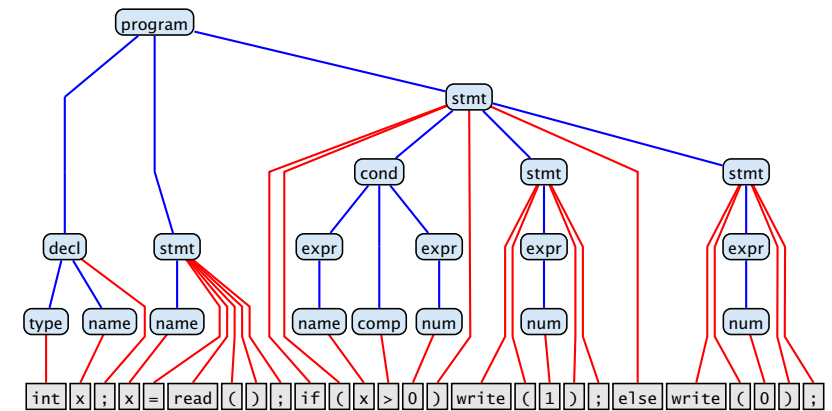 program
stmt
cond stmt stmt
decl stmt expr expr expr expr
type name name name comp num num num
int x ; x = read ( ) ; if ( x > 0 ) write ( 1 ) ; else write ( 0 ) ;